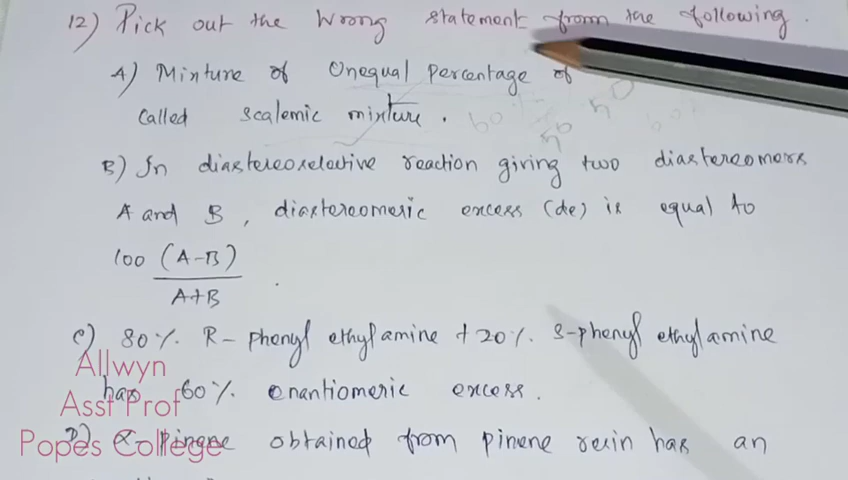 12) Pick out the Wrong statement from the following.
A) Mixture of Unequal percentage of
called scalemic mixture.
B) In diastereoselective reaction giving two diastereomers
A and B, diastereomeric excess (de) is equal to
100 (A-B)
A+B
C) 80%. R- phenyl ethylamine + 20%. S-phenyl ethylamine
has 60% enantiomeric excess.
D) α- pinene obtained from pinene resin has an
Allwyn
Asst Prof
Popes College